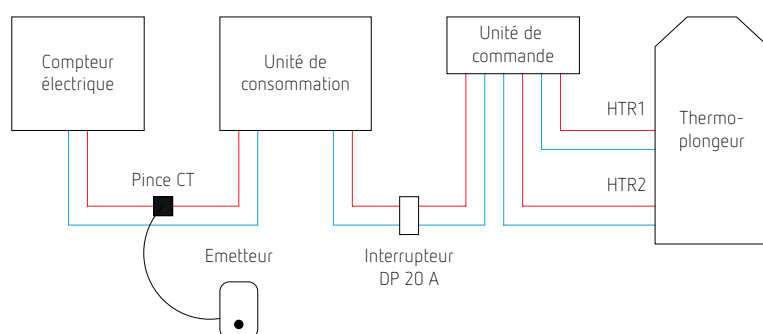 Compteur
électrique
Unité de
consommation
Unité de
commande
HTR1
Thermo-
plongeur
HTR2
Pince CT
Emetteur
Interrupteur
DP 20 A